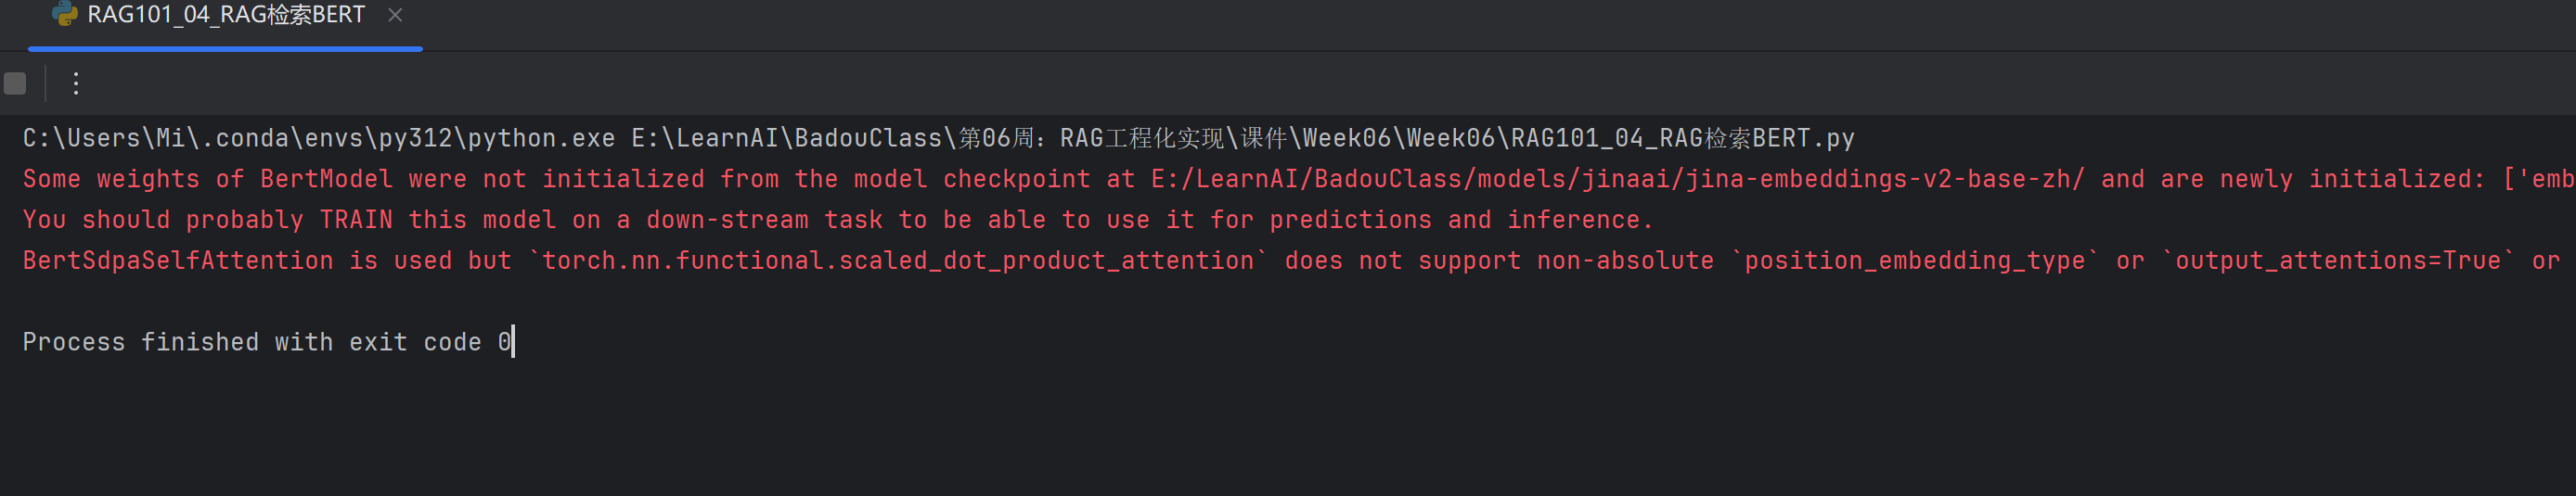 RAG101_04_RAG检索BERT
C:\Users\Mi\.conda\envs\py312\python.exe E:\LearnAI\BadouClass\第06周：RAG工程化实现\课件\Week06\Week06\RAG101_04_RAG检索BERT.py
Some weights of BertModel were not initialized from the model checkpoint at E:/LearnAI/BadouClass/models/jinaai/jina-embeddings-v2-base-zh/ and are newly initialized: ['emb
You should probably TRAIN this model on a down-stream task to be able to use it for predictions and inference.
BertSdpaSelfAttention is used but `torch.nn.functional.scaled_dot_product_attention` does not support non-absolute `position_embedding_type` or `output_attentions=True` or
Process finished with exit code 0